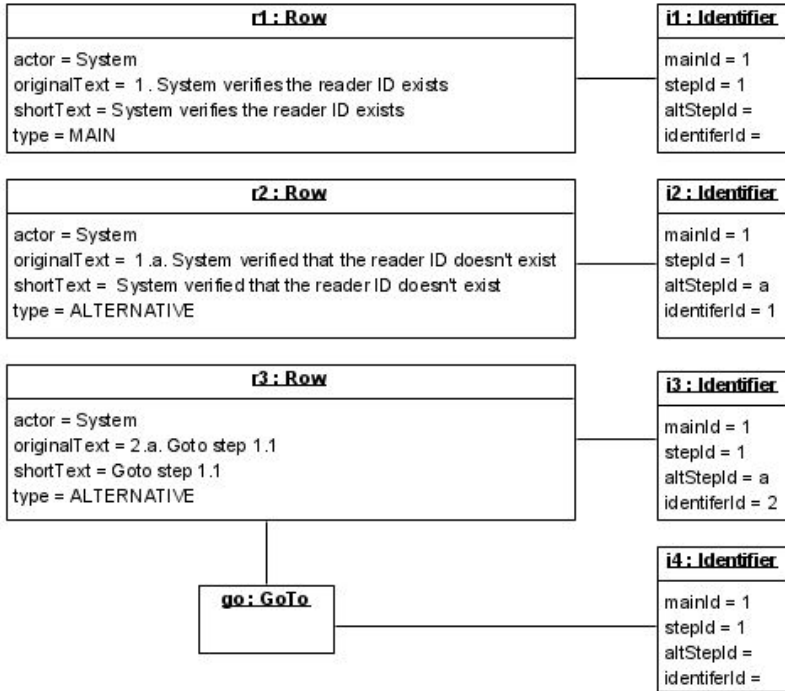 r1 : Row
actor = System
originalText = 1 . System verifies the reader ID exists
shortText = System verifies the reader ID exists
type = MAIN
i1 : Identifier
mainId = 1
stepId = 1
altStepId =
identiferId =
r2 : Row
actor = System
originalText = 1.a. System verified that the reader ID doesn't exist
shortText = System verified that the reader ID doesn't exist
type = ALTERNATIVE
i2 : Identifier
mainId = 1
stepId = 1
altStepId = a
identiferId = 1
r3 : Row
actor = System
originalText = 2.a. Goto step 1.1
shortText = Goto step 1.1
type = ALTERNATIVE
i3 : Identifier
mainId = 1
stepId = 1
altStepId = a
identiferId = 2
go : GoTo
i4 : Identifier
mainId = 1
stepId = 1
altStepId =
identiferId =